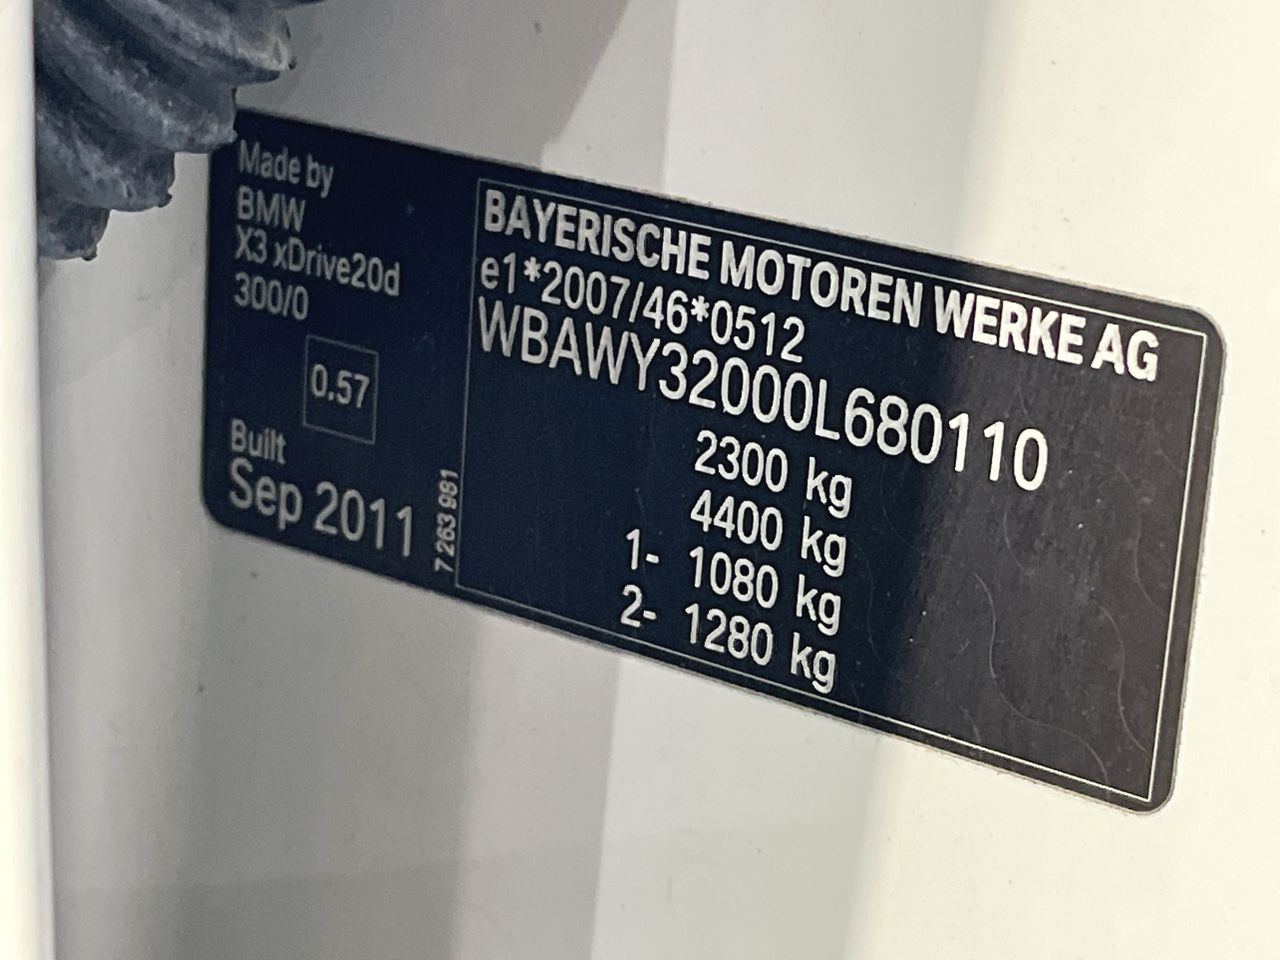 Made by
BMW
X3 xDrive20d
300/0
0.57
Built
Sep 2011
7 263 981
BAYERISCHE MOTOREN WERKE AG
e1*2007/46*0512
WBAWY32000L680110
2300 kg
4400 kg
1- 1080 kg
2- 1280 kg